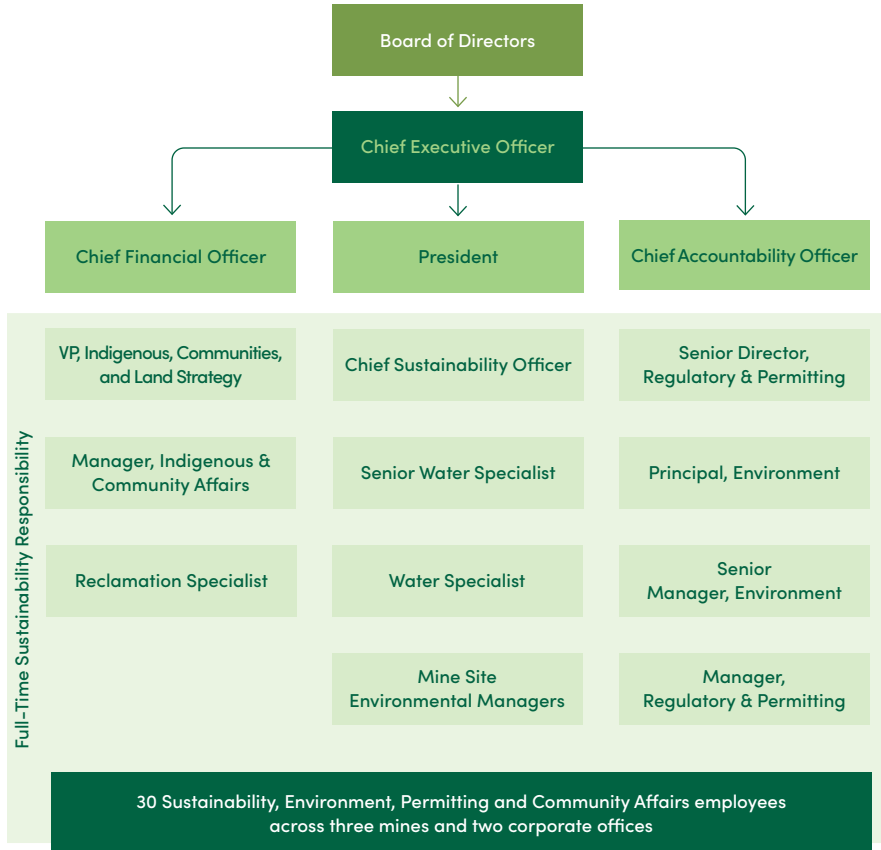 Board of Directors
Chief Executive Officer
Chief Financial Officer
President
Chief Accountability Officer
Full-Time Sustainability Responsibility
VP, Indigenous, Communities,
and Land Strategy
Manager, Indigenous &
Community Affairs
Reclamation Specialist
Chief Sustainability Officer
Senior Water Specialist
Water Specialist
Mine Site
Environmental Managers
Senior Director,
Regulatory & Permitting
Principal, Environment
Senior
Manager, Environment
Manager,
Regulatory & Permitting
30 Sustainability, Environment, Permitting and Community Affairs employees
across three mines and two corporate offices